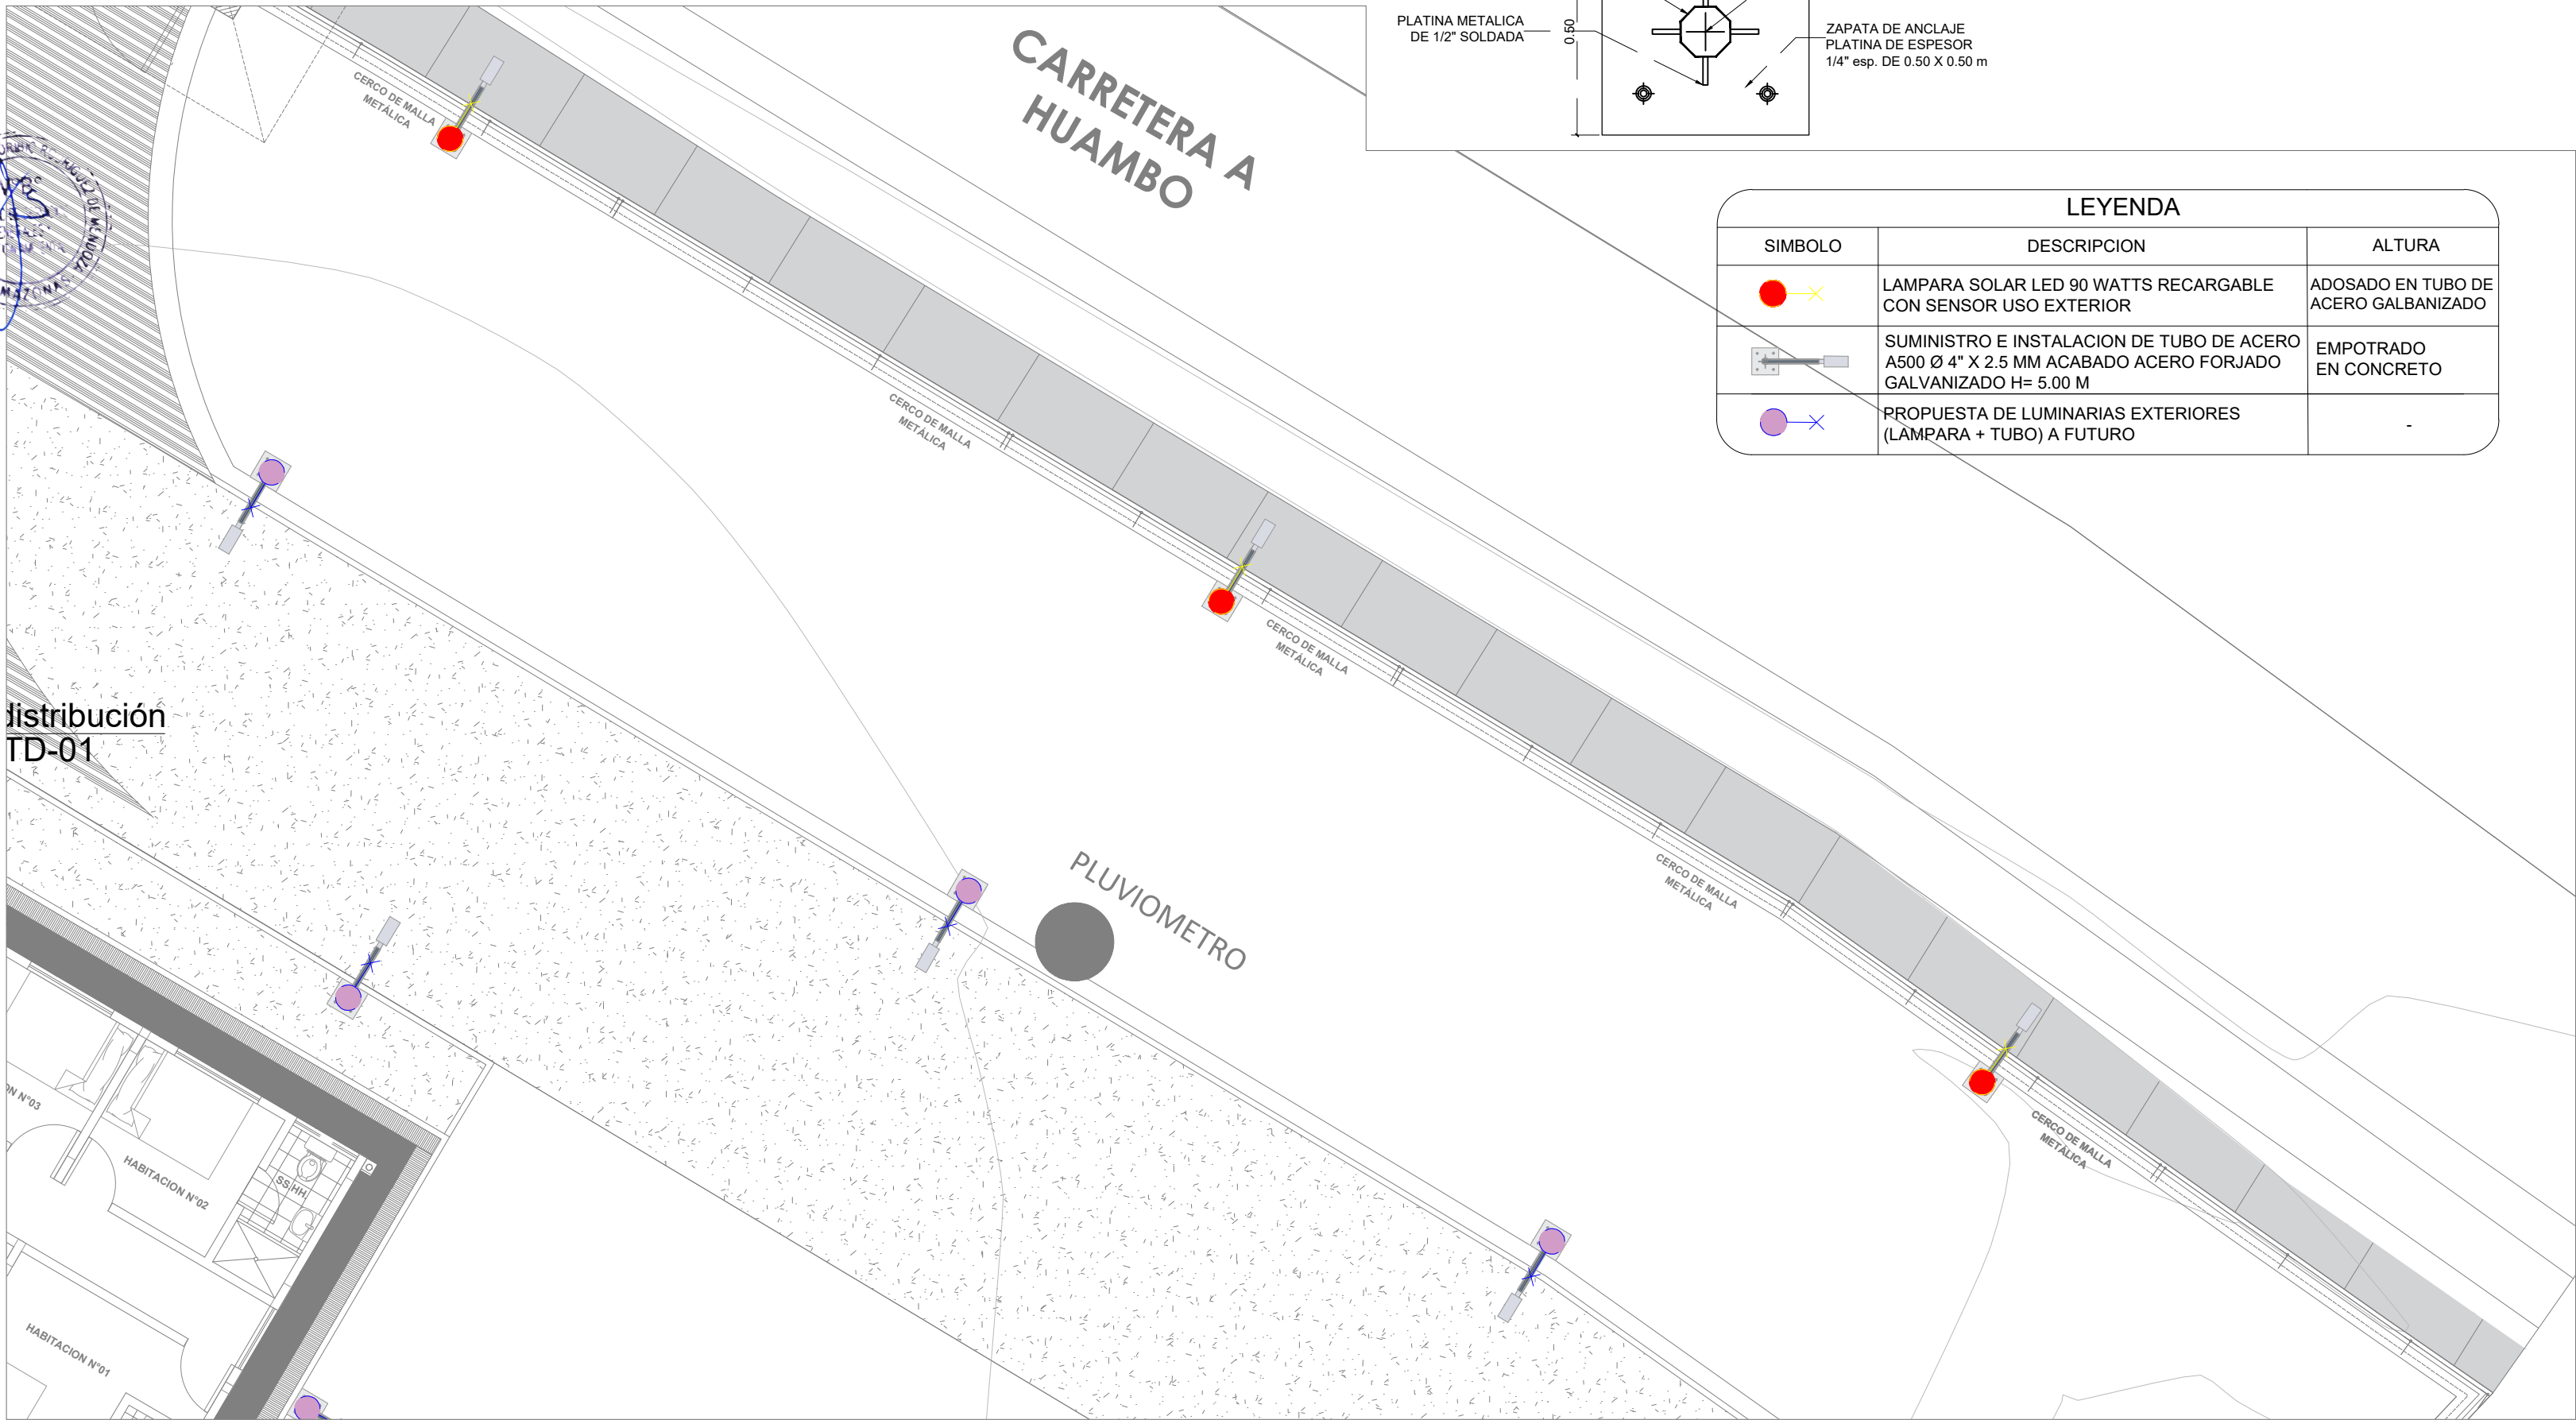 PLATINA METALICA
DE 1/2" SOLDADA
0.50
ZAPATA DE ANCLAJE
PLATINA DE ESPESOR
1/4" esp. DE 0.50 X 0.50 m
CARRETERA A
HUAMBO
LEYENDA
SIMBOLO DESCRIPCION ALTURA
LAMPARA SOLAR LED 90 WATTS RECARGABLE
CON SENSOR USO EXTERIOR
ADOSADO EN TUBO DE
ACERO GALBANIZADO
SUMINISTRO E INSTALACION DE TUBO DE ACERO
A500 Ø 4" X 2.5 MM ACABADO ACERO FORJADO
GALVANIZADO H= 5.00 M
EMPOTRADO
EN CONCRETO
PROPUESTA DE LUMINARIAS EXTERIORES
(LAMPARA + TUBO) A FUTURO
-
CERCO DE MALLA
METÁLICA
CERCO DE MALLA
METÁLICA
CERCO DE MALLA
METÁLICA
CERCO DE MALLA
METÁLICA
CERCO DE MALLA
METÁLICA
DE MENDOZA
AMAZONAS
distribución
TD-01
PLUVIOMETRO
N°03
HABITACION N°02
SS.HH.
HABITACION N°01